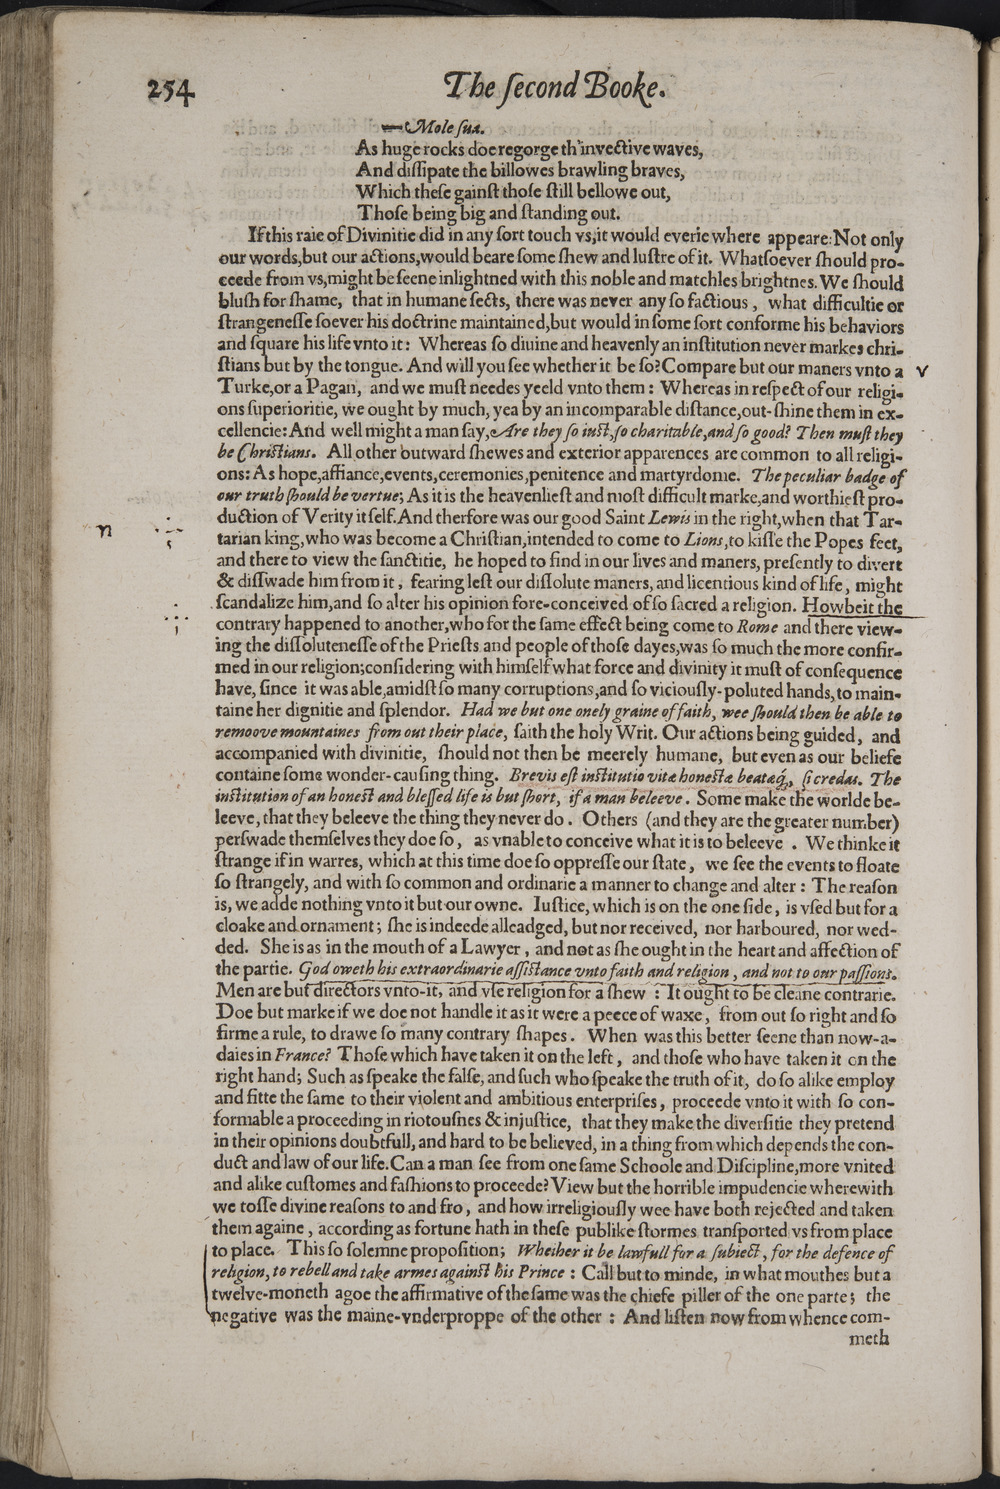 254
The ſecond Booke.
— Mole ſua.
As huge rocks doe regorge th'invective waves,
And diſſipate the billowes brawling braves,
Which theſe gainſt thoſe ſtill bellowe out,
Thoſe being big and ſtanding out.
If this raie of Divinitie did in any ſort touch vs, it would everie where appeare: Not only
our words, but our actions, would beare ſome ſhew and luſtre of it. Whatſoever ſhould pro-
ceede from vs, might be ſeene inlightned with this noble and matchles brightnes. We ſhould
bluſh for ſhame, that in humane ſects, there was never any ſo factious, what difficultie or
ſtrangeneſſe ſoever his doctrine maintained, but would in ſome ſort conforme his behaviors
and ſquare his life vnto it: Whereas ſo diuine and heavenly an inſtitution never markes chri-
ſtians but by the tongue. And will you ſee whether it be ſo? Compare but our maners vnto a v
Turke, or a Pagan, and we muſt needes yeeld vnto them: Whereas in reſpect of our religi-
ons ſuperioritie, we ought by much, yea by an incomparable diſtance, out-ſhine them in ex-
cellencie: And well might a man ſay, Are they ſo iuſt, ſo charitable, and ſo good? Then muſt they
be Chriſtians. All other outward ſhewes and exterior apparences are common to all religi-
ons: As hope, affiance, events, ceremonies, penitence and martyrdome. The peculiar badge of
our truth ſhould be vertue; As it is the heavenlieſt and moſt difficult marke, and worthieſt pro-
duction of Verity it ſelf. And therfore was our good Saint Lewis in the right, when that Tar-
n
tarian king, who was become a Chriſtian, intended to come to Lions, to kiſſe the Popes feet,
and there to view the ſanctitie, he hoped to find in our lives and maners, preſently to divert
& diſſwade him from it, fearing leſt our diſſolute maners, and licentious kind of life, might
ſcandalize him, and ſo alter his opinion fore-conceived of ſo ſacred a religion. Howbeit the
contrary happened to another, who for the ſame effect being come to Rome and there view-
ing the diſſoluteneſſe of the Prieſts and people of thoſe dayes, was ſo much the more confir-
med in our religion; conſidering with himſelf what force and divinity it muſt of conſequence
have, ſince it was able, amidſt ſo many corruptions, and ſo viciouſly-poluted hands, to main-
taine her dignitie and ſplendor. Had we but one onely graine of faith, wee ſhould then be able to
remoove mountaines from out their place, ſaith the holy Writ. Our actions being guided, and
accompanied with divinitie, ſhould not then be meerely humane, but even as our beliefe
containe ſome wonder-cauſing thing. Brevis eſt inſtitutio vitæ honeſtæ beatæq́;, ſi credas. The
inſtitution of an honeſt and bleſſed life is but ſhort, if a man beleeve. Some make the worlde be-
leeve, that they beleeve the thing they never do. Others (and they are the greater number)
perſwade themſelves they doe ſo, as vnable to conceive what it is to beleeve. We thinke it
ſtrange if in warres, which at this time doe ſo oppreſſe our ſtate, we ſee the events to floate
ſo ſtrangely, and with ſo common and ordinarie a manner to change and alter: The reaſon
is, we adde nothing vnto it but our owne. Iuſtice, which is on the one ſide, is vſed but for a
cloake and ornament; ſhe is indeede alleadged, but nor received, nor harboured, nor wed-
ded. She is as in the mouth of a Lawyer, and not as ſhe ought in the heart and affection of
the partie. God oweth his extraordinarie aſſiſtance vnto faith and religion, and not to our paſſions.
Men are but directors vnto-it, and vſe religion for a ſhew: It ought to be cleane contrarie.
Doe but marke if we doe not handle it as it were a peece of waxe, from out ſo right and ſo
firme a rule, to drawe ſo many contrary ſhapes. When was this better ſeene than now-a-
daies in France? Thoſe which have taken it on the left, and thoſe who have taken it on the
right hand; Such as ſpeake the falſe, and ſuch who ſpeake the truth of it, do ſo alike employ
and fitte the ſame to their violent and ambitious enterpriſes, proceede vnto it with ſo con-
formable a proceeding in riotouſnes & injuſtice, that they make the diverſitie they pretend
in their opinions doubtfull, and hard to be believed, in a thing from which depends the con-
duct and law of our life. Can a man ſee from one ſame Schoole and Diſcipline, more vnited
and alike cuſtomes and faſhions to proceede? View but the horrible impudencie wherewith
we toſſe divine reaſons to and fro, and how irreligiouſly wee have both rejected and taken
them againe, according as fortune hath in theſe publike ſtormes tranſported vs from place
to place. This ſo ſolemne propoſition; Whether it be lawfull for a ſubiect, for the defence of
religion, to rebell and take armes againſt his Prince: Call but to minde, in what mouthes but a
twelve-moneth agoe the affirmative of the ſame was the chiefe piller of the one parte; the
negative was the maine-vnderproppe of the other: And liſten now from whence com-
meth